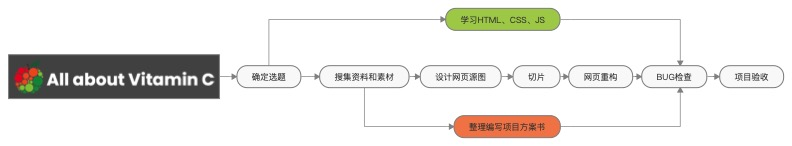 学习HTML、CSS、JS
All about Vitamin C
确定选题
搜集资料和素材
设计网页源图
切片
网页重构
BUG检查
项目验收
整理编写项目方案书